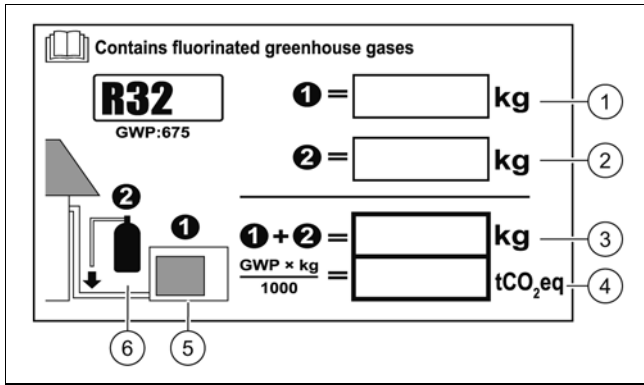 Contains fluorinated greenhouse gases
R32
GWP:675
❶ = kg
1
❷ = kg
2
❷
❶
❶+❷ = kg
3
GWP × kg
1000
= tCO₂eq
4
6
5